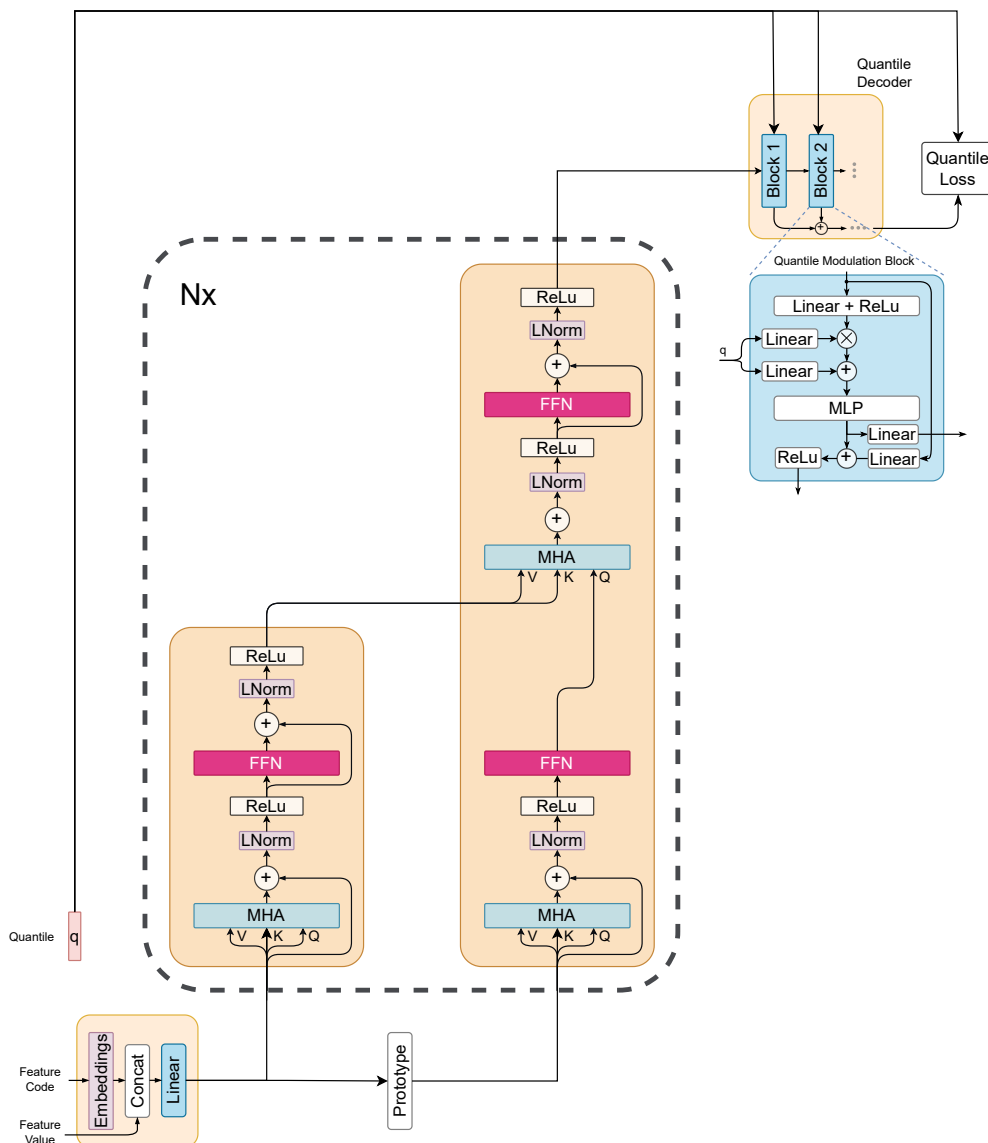 Quantile
Decoder
Block 1
Block 2
Quantile
Loss
Quantile Modulation Block
Linear + ReLu
q
Linear
×
Linear
+
MLP
Linear
ReLu
+
Linear
+
Nx
ReLu
LNorm
+
FFN
ReLu
LNorm
+
MHA
V
K
Q
ReLu
LNorm
+
FFN
ReLu
LNorm
+
MHA
V
K
Q
FFN
ReLu
LNorm
+
MHA
V
K
Q
Quantile
q
Feature
Code
Feature
Value
Embeddings
Concat
Linear
Prototype